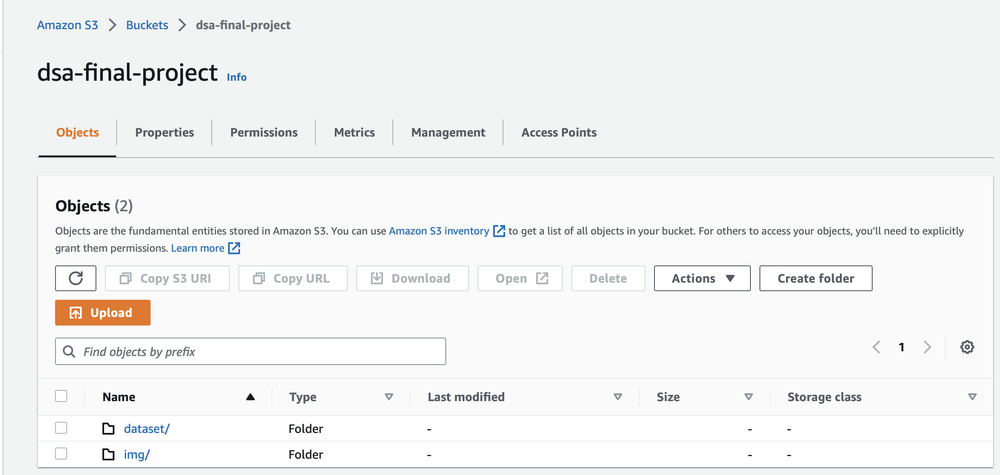 Amazon S3 Buckets dsa-final-project
dsa-final-project Info
Objects Properties Permissions Metrics Management Access Points
Objects (2)
Objects are the fundamental entities stored in Amazon S3. You can use Amazon S3 inventory to get a list of all objects in your bucket. For others to access your objects, you’ll need to explicitly
grant them permissions. Learn more
Copy S3 URI Copy URL Download Open Delete Actions Create folder
Upload
Find objects by prefix 1
Name Type Last modified Size Storage class
dataset/ Folder - - -
img/ Folder - - -